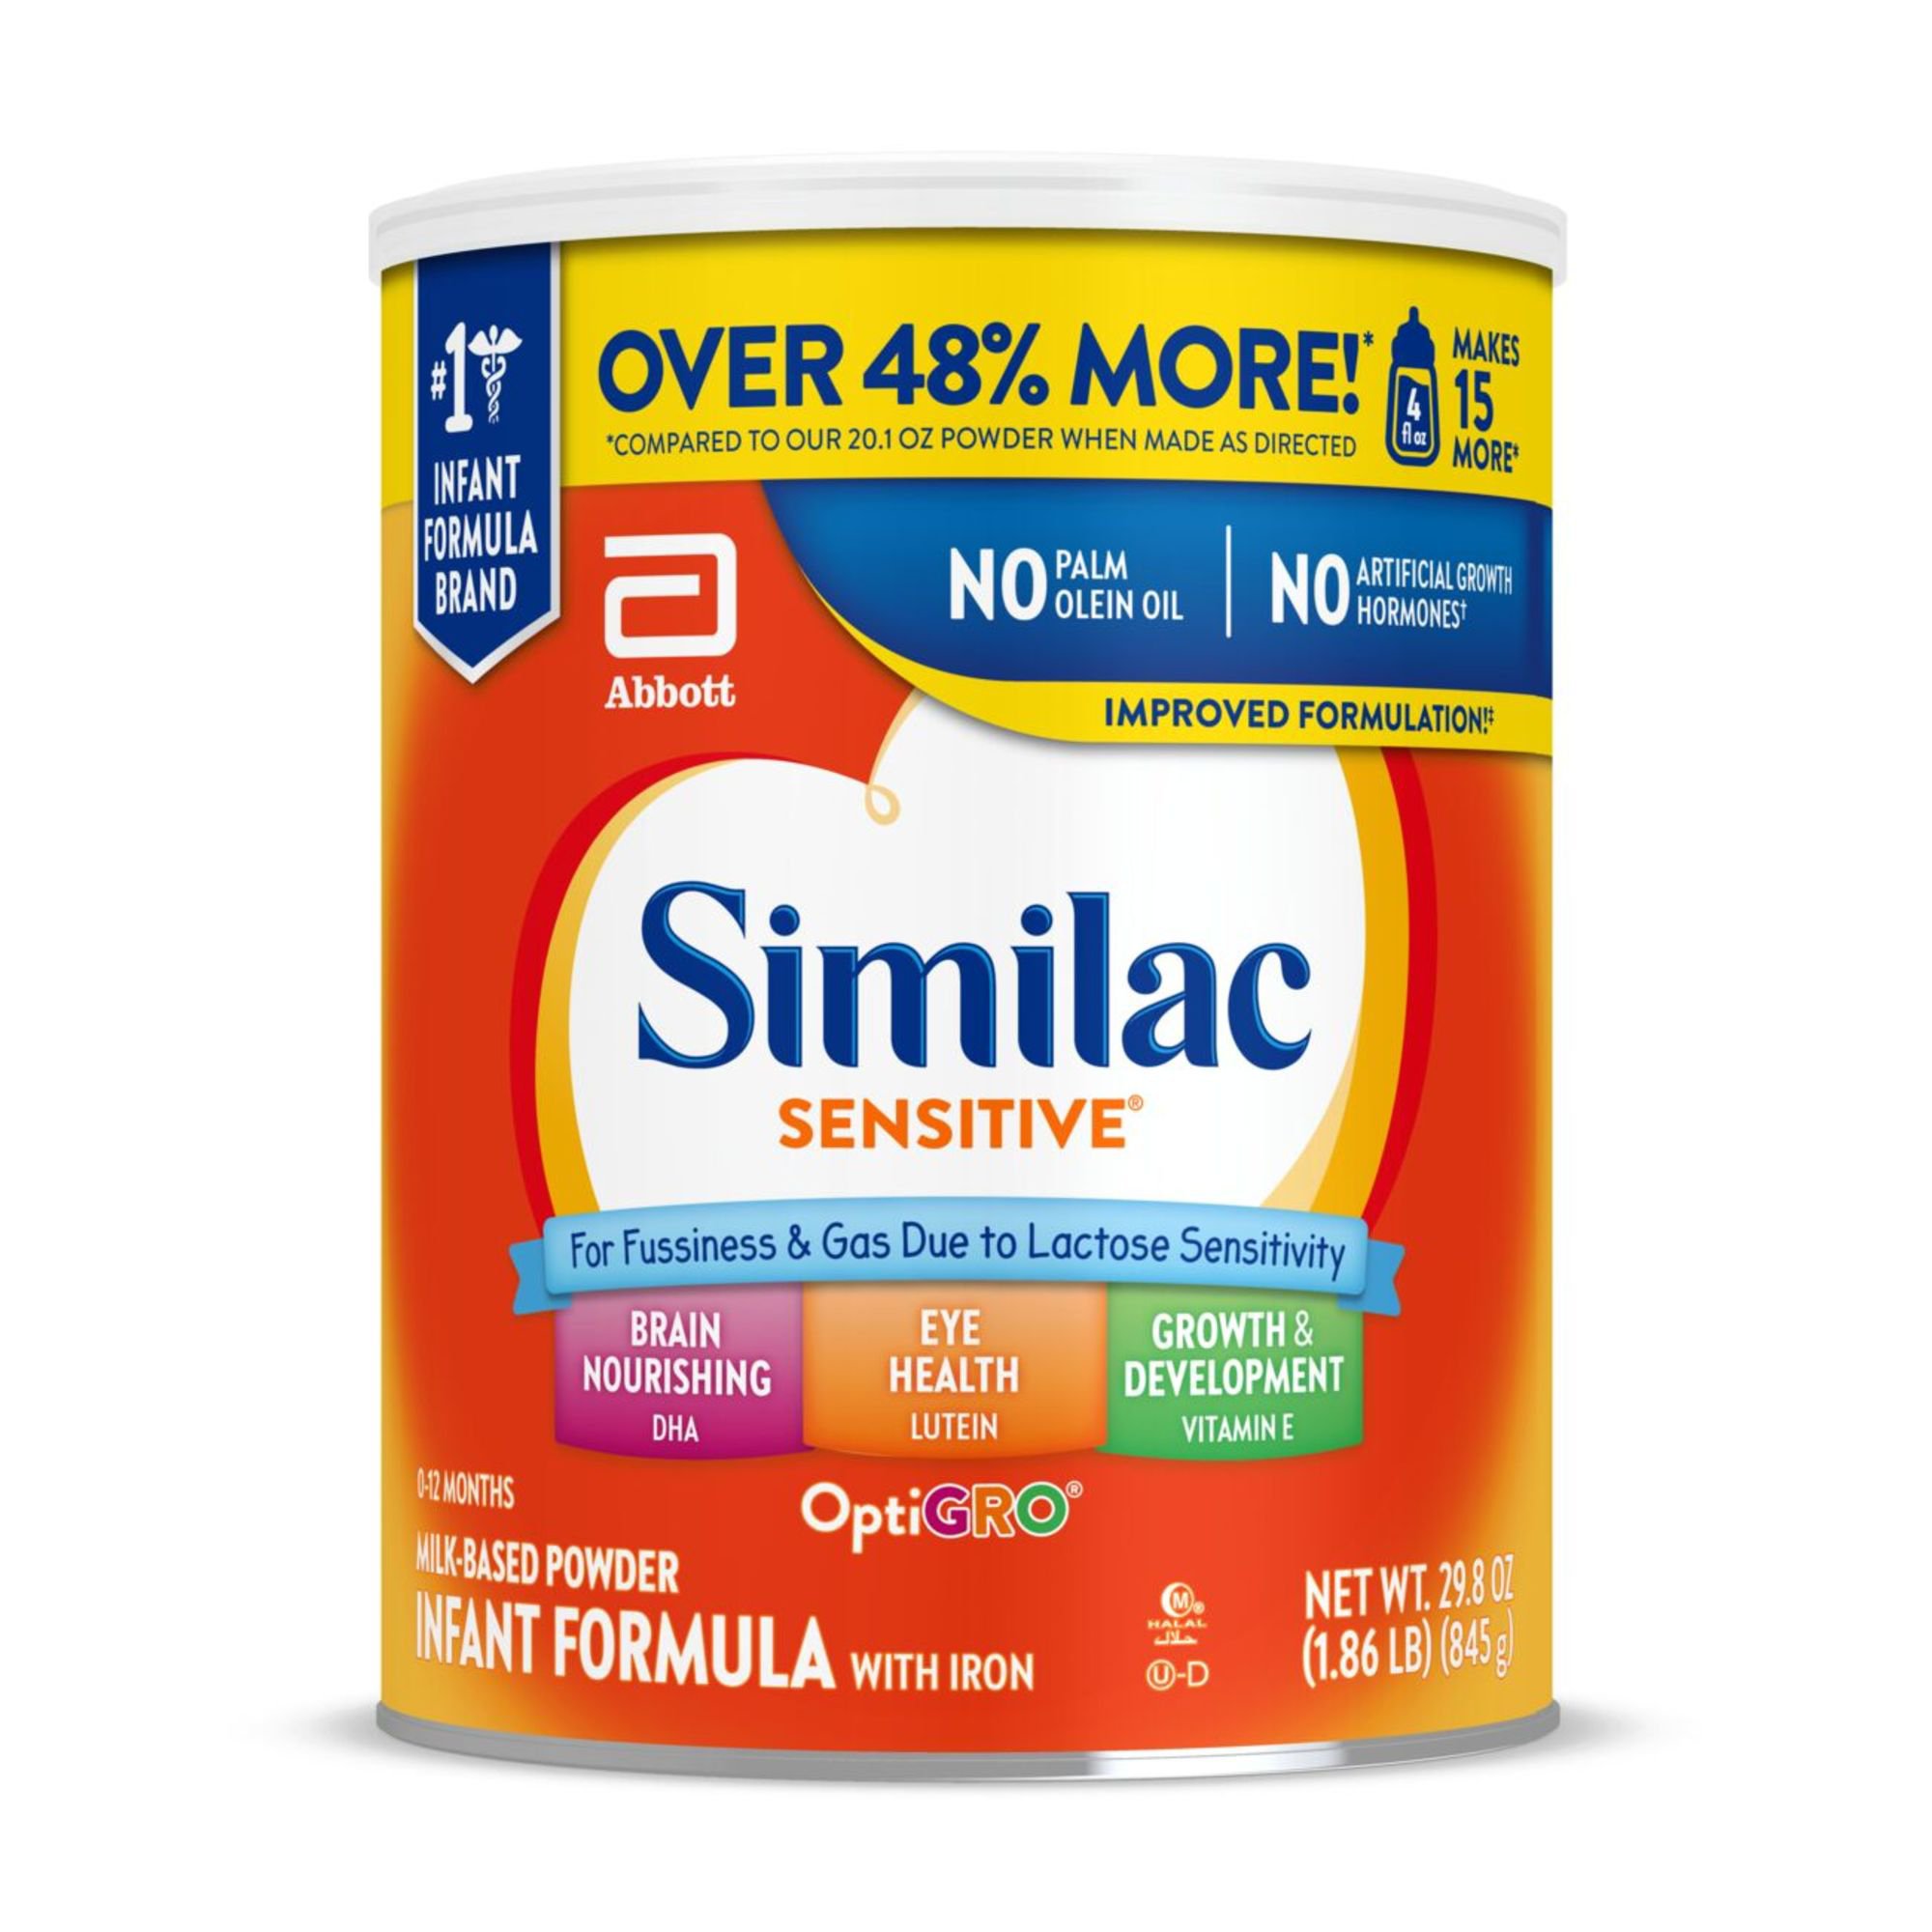 #1
INFANT
FORMULA
BRAND
OVER 48% MORE!*
*COMPARED TO OUR 20.1 OZ POWDER WHEN MADE AS DIRECTED
4
fl oz
MAKES
15
MORE*
Abbott
NO PALM
OLEIN OIL
NO ARTIFICIAL GROWTH
HORMONES†
IMPROVED FORMULATION!‡
Similac
SENSITIVE®
For Fussiness & Gas Due to Lactose Sensitivity
BRAIN
NOURISHING
DHA
EYE
HEALTH
LUTEIN
GROWTH &
DEVELOPMENT
VITAMIN E
OptiGRO®
0-12 MONTHS
MILK-BASED POWDER
INFANT FORMULA WITH IRON
M®
HALAL
حلال
U-D
NET WT. 29.8 OZ
(1.86 LB) (845 g)